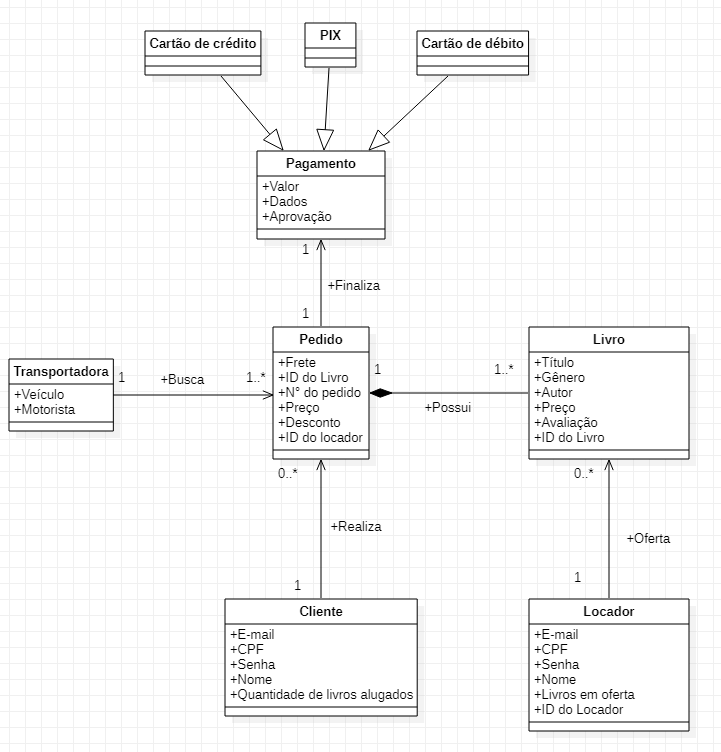 Cartão de crédito
PIX
Cartão de débito
Pagamento
+Valor
+Dados
+Aprovação
1
+Finaliza
1
Pedido
+Frete
+ID do Livro
+N° do pedido
+Preço
+Desconto
+ID do locador
Livro
+Título
+Gênero
+Autor
+Preço
+Avaliação
+ID do Livro
Transportadora
+Veículo
+Motorista
1
+Busca
1..*
1
+Possui
1..*
0..*
+Realiza
1
0..*
+Oferta
1
Cliente
+E-mail
+CPF
+Senha
+Nome
+Quantidade de livros alugados
Locador
+E-mail
+CPF
+Senha
+Nome
+Livros em oferta
+ID do Locador